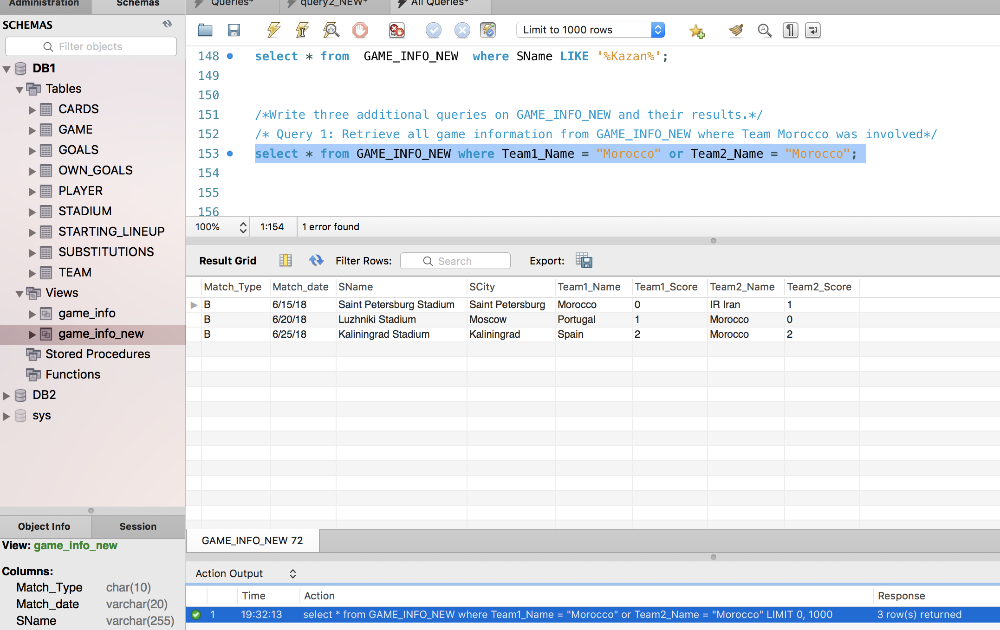 Administration Schemas
Queries* query2_NEW* All Queries*
SCHEMAS
Filter objects
DB1
Tables
CARDS
GAME
GOALS
OWN_GOALS
PLAYER
STADIUM
STARTING_LINEUP
SUBSTITUTIONS
TEAM
Views
game_info
game_info_new
Stored Procedures
Functions
DB2
sys
Object Info Session
View: game_info_new
Columns:
Match_Type char(10)
Match_date varchar(20)
SName varchar(255)
Limit to 1000 rows
148 select * from  GAME_INFO_NEW  where SName LIKE '%Kazan%';
149
150
151 /*Write three additional queries on GAME_INFO_NEW and their results.*/
152 /* Query 1: Retrieve all game information from GAME_INFO_NEW where Team Morocco was involved*/
153 select * from GAME_INFO_NEW where Team1_Name = "Morocco" or Team2_Name = "Morocco";
154
155
156
100% 1:154 1 error found
Result Grid Filter Rows: Search Export:
Match_Type Match_date SName SCity Team1_Name Team1_Score Team2_Name Team2_Score
B 6/15/18 Saint Petersburg Stadium Saint Petersburg Morocco 0 IR Iran 1
B 6/20/18 Luzhniki Stadium Moscow Portugal 1 Morocco 0
B 6/25/18 Kaliningrad Stadium Kaliningrad Spain 2 Morocco 2
GAME_INFO_NEW 72
Action Output
Time Action Response
1 19:32:13 select * from GAME_INFO_NEW where Team1_Name = "Morocco" or Team2_Name = "Morocco" LIMIT 0, 1000 3 row(s) returned